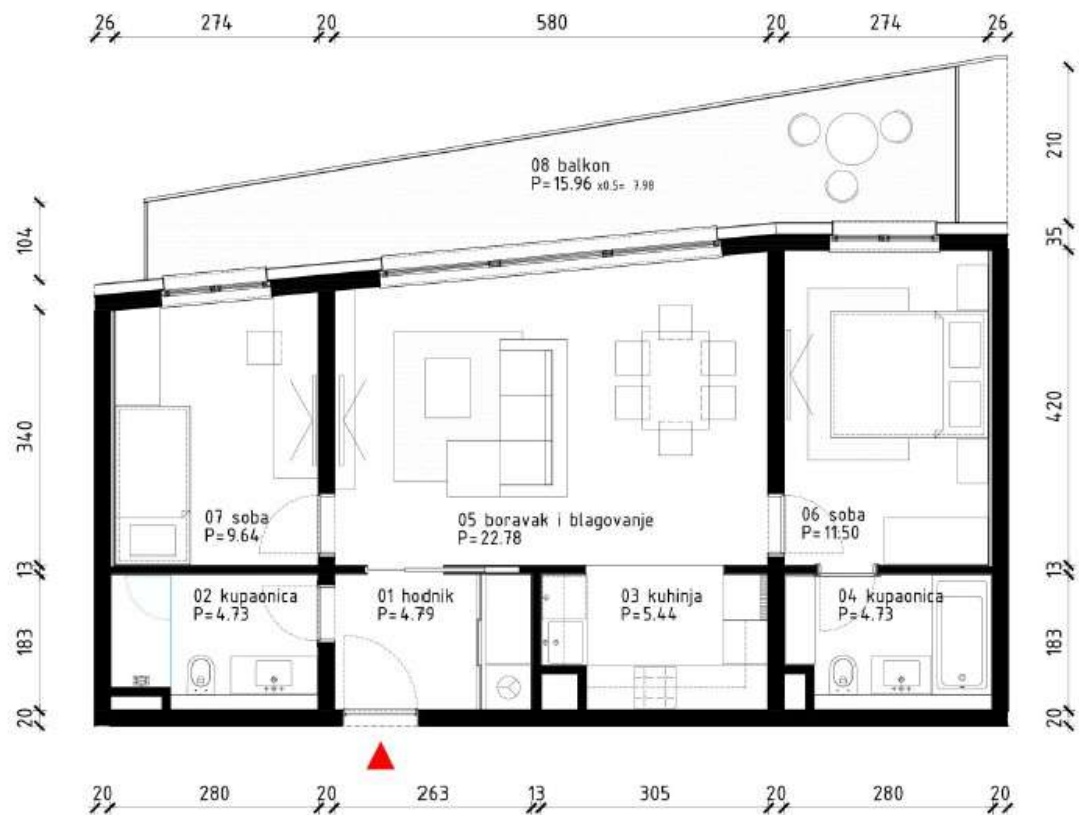 26 274 20 580 20 274 26
08 balkon
P=15.96 x0.5= 7.98
104
340
13
183
20
210
35
420
13
183
20
07 soba
P=9.64
05 boravak i blagovanje
P=22.78
06 soba
P=11.50
02 kupaonica
P=4.73
01 hodnik
P=4.79
03 kuhinja
P=5.44
04 kupaonica
P=4.73
20 280 20 263 13 305 20 280 20